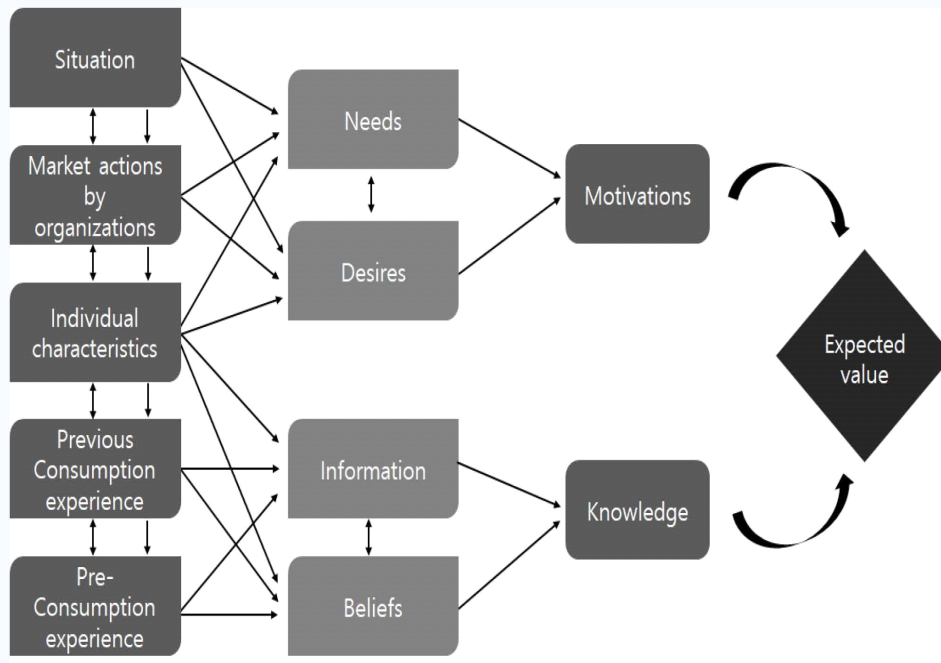 Situation
Market actions
by
organizations
Individual
characteristics
Previous
Consumption
experience
Pre-
Consumption
experience
Needs
Desires
Information
Beliefs
Motivations
Knowledge
Expected
value